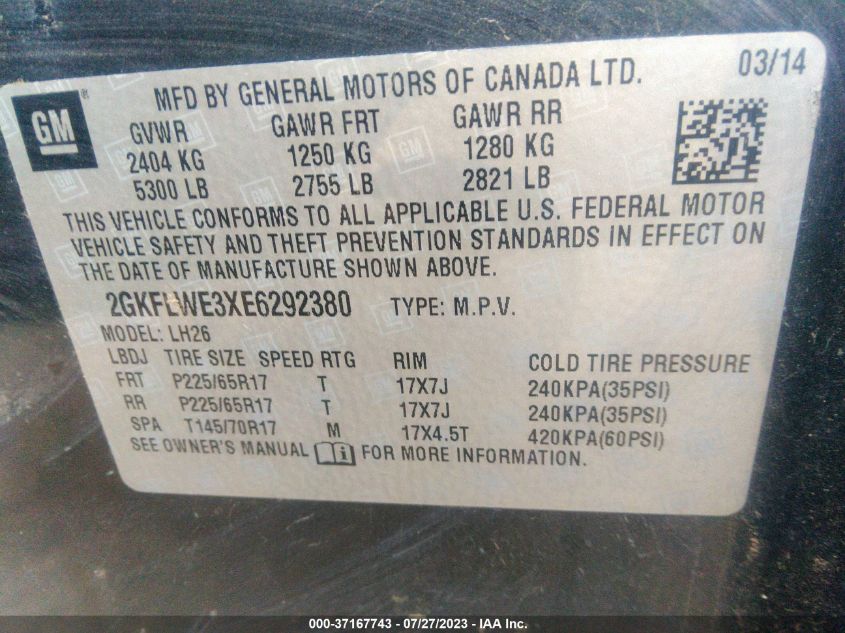 03/14
GM ®
MFD BY GENERAL MOTORS OF CANADA LTD.
GVWR GAWR FRT GAWR RR
2404 KG 1250 KG 1280 KG
5300 LB 2755 LB 2821 LB
THIS VEHICLE CONFORMS TO ALL APPLICABLE U.S. FEDERAL MOTOR
VEHICLE SAFETY AND THEFT PREVENTION STANDARDS IN EFFECT ON
THE DATE OF MANUFACTURE SHOWN ABOVE.
2GKFLWE3XE6292380 TYPE: M.P.V.
MODEL: LH26
LBDJ TIRE SIZE SPEED RTG RIM COLD TIRE PRESSURE
FRT P225/65R17 T 17X7J 240KPA(35PSI)
RR P225/65R17 T 17X7J 240KPA(35PSI)
SPA T145/70R17 M 17X4.5T 420KPA(60PSI)
SEE OWNER'S MANUAL FOR MORE INFORMATION.
000-37167743 / 07/27/2023 - IAA Inc.